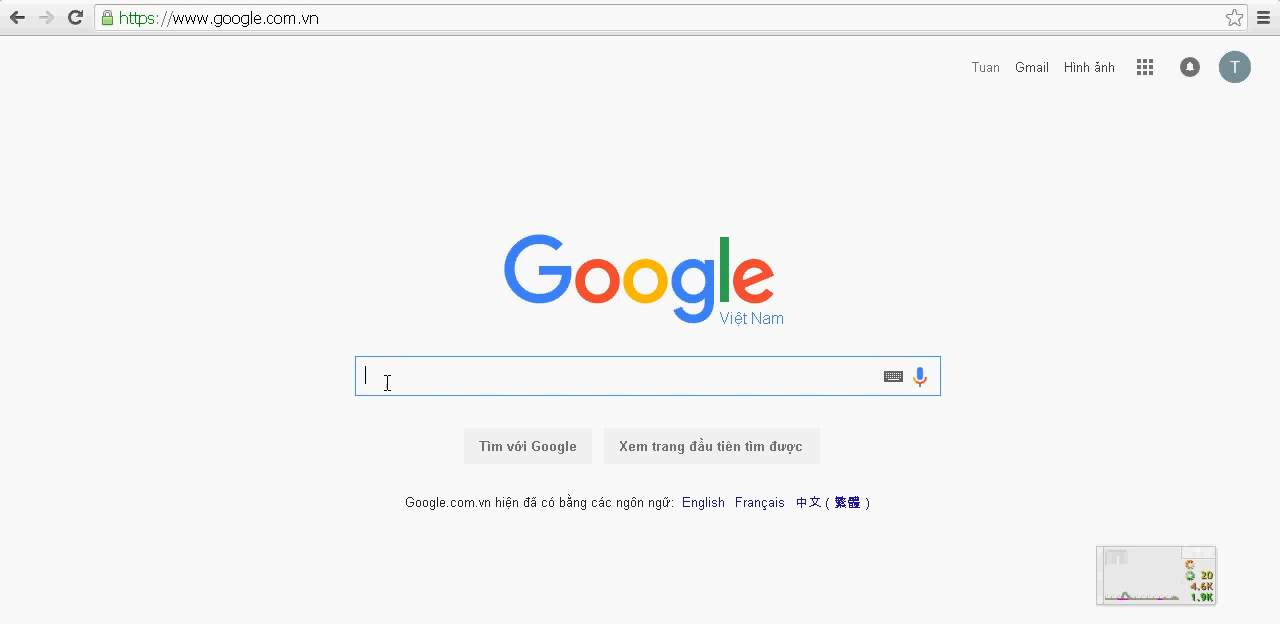 https://www.google.com.vn
Tuan Gmail Hình ảnh T
Google
Việt Nam
Tìm với Google Xem trang đầu tiên tìm được
Google.com.vn hiện đã có bằng các ngôn ngữ: English Français 中文 ( 繁體 )
20
4.6K
1.9K